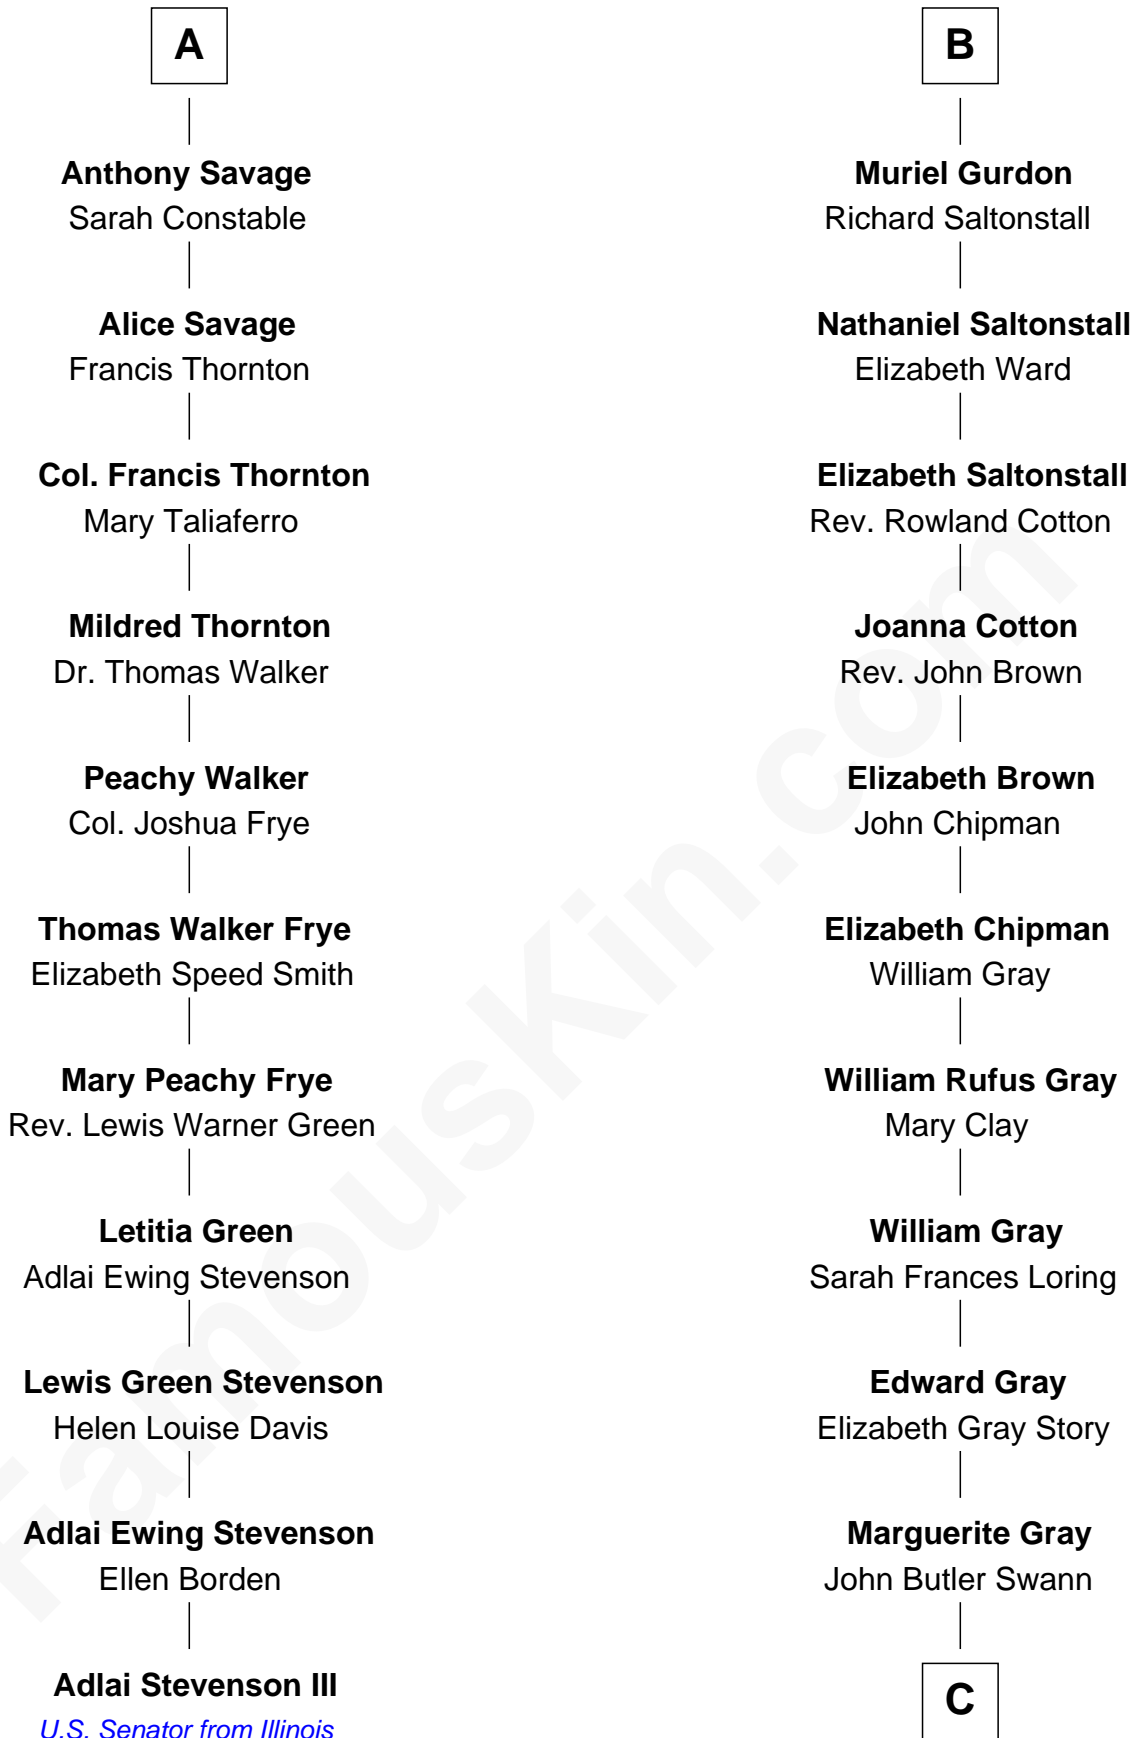 A
Anthony Savage
Sarah Constable
Alice Savage
Francis Thornton
Col. Francis Thornton
Mary Taliaferro
Mildred Thornton
Dr. Thomas Walker
Peachy Walker
Col. Joshua Frye
Thomas Walker Frye
Elizabeth Speed Smith
Mary Peachy Frye
Rev. Lewis Warner Green
Letitia Green
Adlai Ewing Stevenson
Lewis Green Stevenson
Helen Louise Davis
Adlai Ewing Stevenson
Ellen Borden
Adlai Stevenson III
U.S. Senator from Illinois
B
Muriel Gurdon
Richard Saltonstall
Nathaniel Saltonstall
Elizabeth Ward
Elizabeth Saltonstall
Rev. Rowland Cotton
Joanna Cotton
Rev. John Brown
Elizabeth Brown
John Chipman
Elizabeth Chipman
William Gray
William Rufus Gray
Mary Clay
William Gray
Sarah Frances Loring
Edward Gray
Elizabeth Gray Story
Marguerite Gray
John Butler Swann
C
FamousKin.com